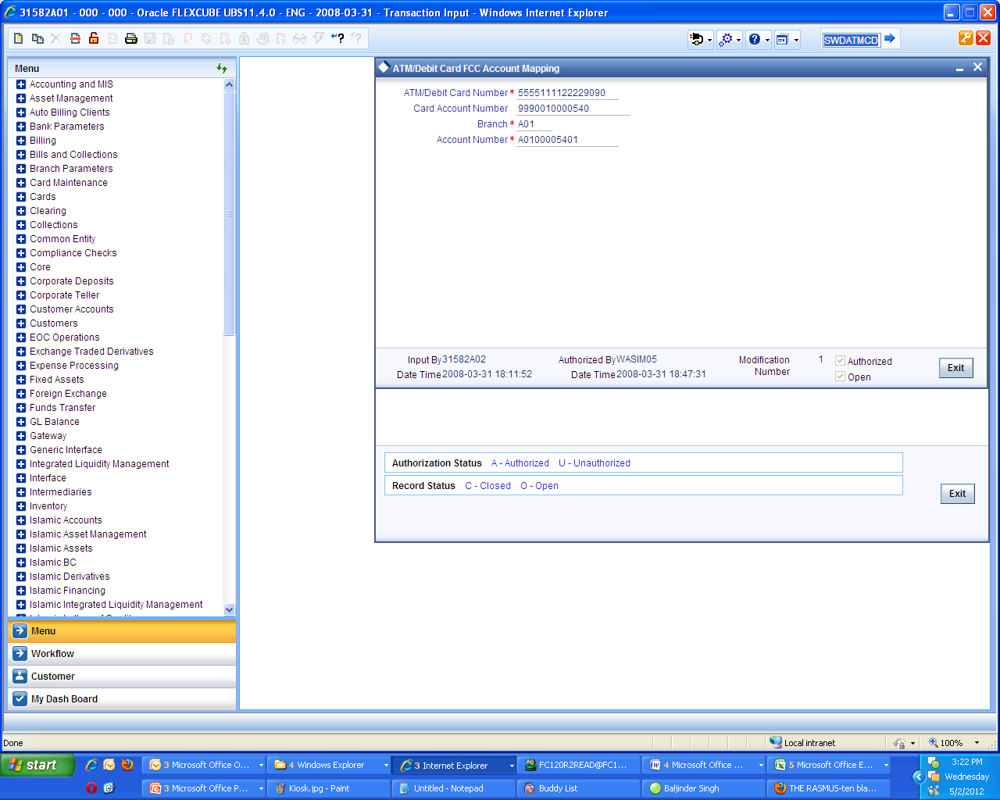 31582A01 - 000 - 000 - Oracle FLEXCUBE UBS11.4.0 - ENG - 2008-03-31 - Transaction Input - Windows Internet Explorer
SWDATMCD
Menu
Accounting and MIS
Asset Management
Auto Billing Clients
Bank Parameters
Billing
Bills and Collections
Branch Parameters
Card Maintenance
Cards
Clearing
Collections
Common Entity
Compliance Checks
Core
Corporate Deposits
Corporate Teller
Customer Accounts
Customers
EOC Operations
Exchange Traded Derivatives
Expense Processing
Fixed Assets
Foreign Exchange
Funds Transfer
GL Balance
Gateway
Generic Interface
Integrated Liquidity Management
Interface
Intermediaries
Inventory
Islamic Accounts
Islamic Asset Management
Islamic Assets
Islamic BC
Islamic Derivatives
Islamic Financing
Islamic Integrated Liquidity Management
Menu
Workflow
Customer
My Dash Board
ATM/Debit Card FCC Account Mapping
ATM/Debit Card Number * 5555111122229090
Card Account Number 9990010000540
Branch * A01
Account Number * A0100005401
Input By 31582A02 Authorized By WASIM05 Modification Number 1 Authorized
Date Time 2008-03-31 18:11:52 Date Time 2008-03-31 18:47:31 Open
Exit
Authorization Status A - Authorized U - Unauthorized
Record Status C - Closed O - Open
Exit
Done Local intranet 100%
start 3 Microsoft Office O... 4 Windows Explorer 3 Internet Explorer FC120R2READ@FC1... 4 Microsoft Office ... 5 Microsoft Office E... 3:22 PM
Wednesday
3 Microsoft Office P... Kiosk.jpg - Paint Untitled - Notepad Buddy List Baljinder Singh THE RASMUS-ten bla... 5/2/2012